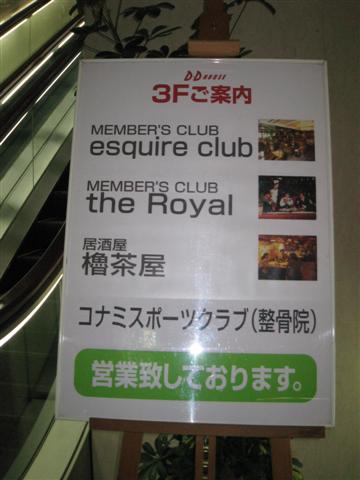 DD HOUSE
3Fご案内
MEMBER'S CLUB
esquire club
MEMBER'S CLUB
the Royal
居酒屋
櫓茶屋
コナミスポーツクラブ(整骨院)
営業致しております。